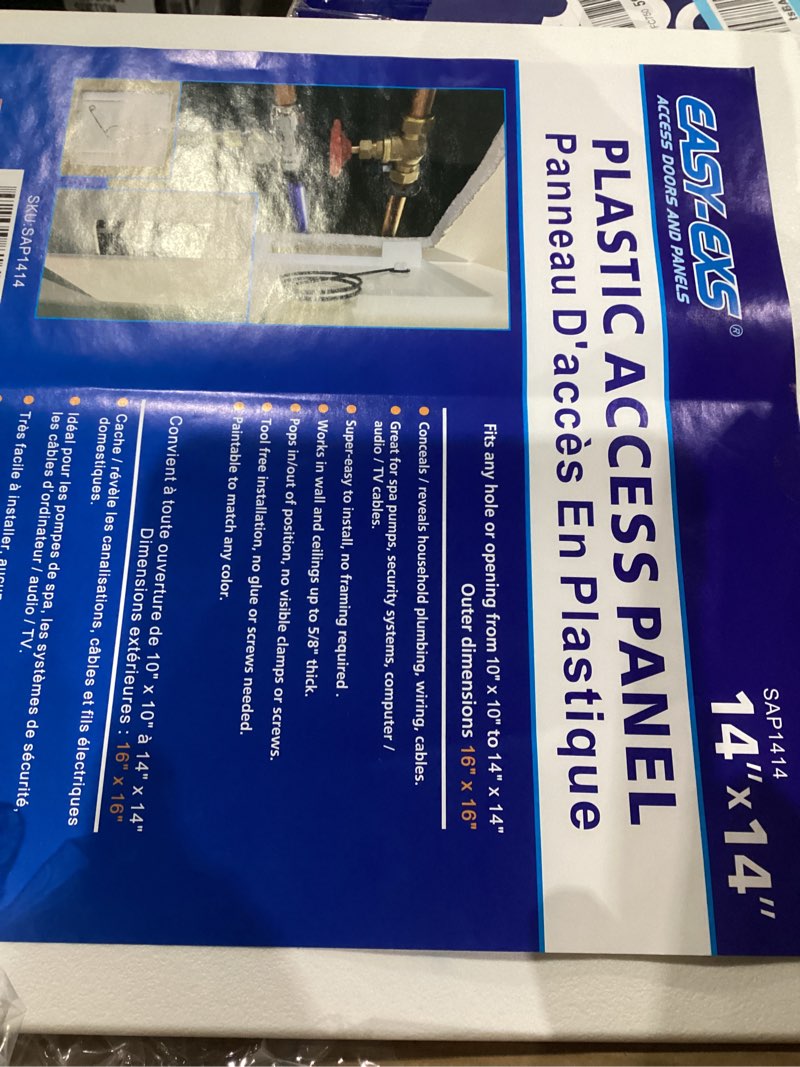 EASY-EXS®
ACCESS DOORS AND PANELS
SAP1414
14" x 14"
PLASTIC ACCESS PANEL
Panneau D'accès En Plastique
Fits any hole or opening from 10" x 10" to 14" x 14"
Outer dimensions 16" x 16"
Conceals / reveals household plumbing, wiring, cables.
Great for spa pumps, security systems, computer /
audio / TV cables.
Super-easy to install, no framing required .
Works in wall and ceilings up to 5/8" thick.
Pops in/out of position, no visible clamps or screws.
Tool free installation, no glue or screws needed.
Paintable to match any color.
Convient à toute ouverture de 10" x 10" à 14" x 14"
Dimensions extérieures : 16" x 16"
Cache / révèle les canalisations, câbles et fils électriques
domestiques.
Idéal pour les pompes de spa, les systèmes de sécurité,
les câbles d'ordinateur / audio / TV.
Très facile à installer,
SKU:SAP1414